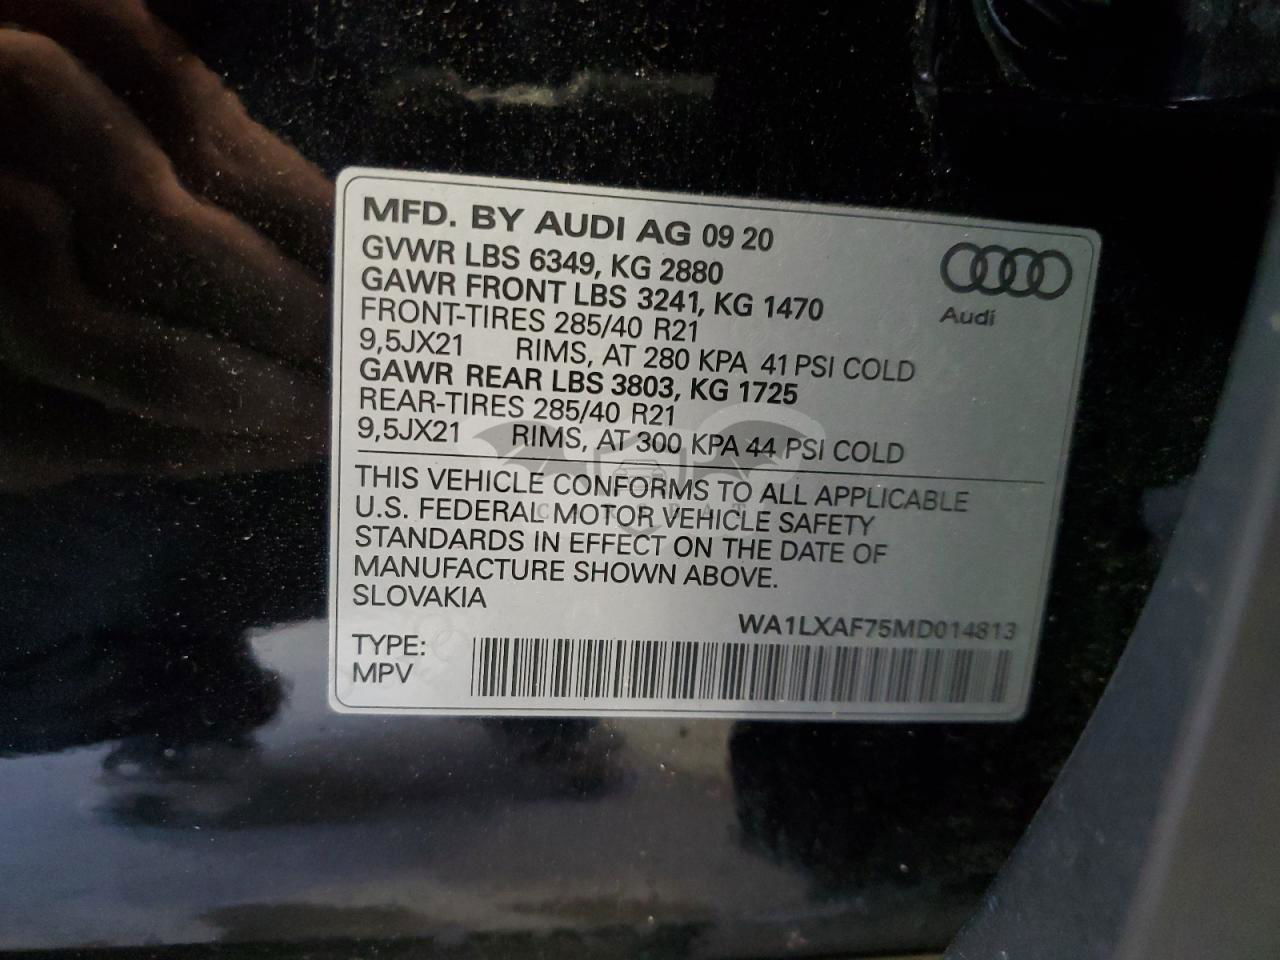 MFD. BY AUDI AG 09 20
GVWR LBS 6349, KG 2880
GAWR FRONT LBS 3241, KG 1470
FRONT-TIRES 285/40 R21
9,5JX21 RIMS, AT 280 KPA 41 PSI COLD
GAWR REAR LBS 3803, KG 1725
REAR-TIRES 285/40 R21
9,5JX21 RIMS, AT 300 KPA 44 PSI COLD
Audi
THIS VEHICLE CONFORMS TO ALL APPLICABLE
U.S. FEDERAL MOTOR VEHICLE SAFETY
STANDARDS IN EFFECT ON THE DATE OF
MANUFACTURE SHOWN ABOVE.
SLOVAKIA
WA1LXAF75MD014813
TYPE:
MPV